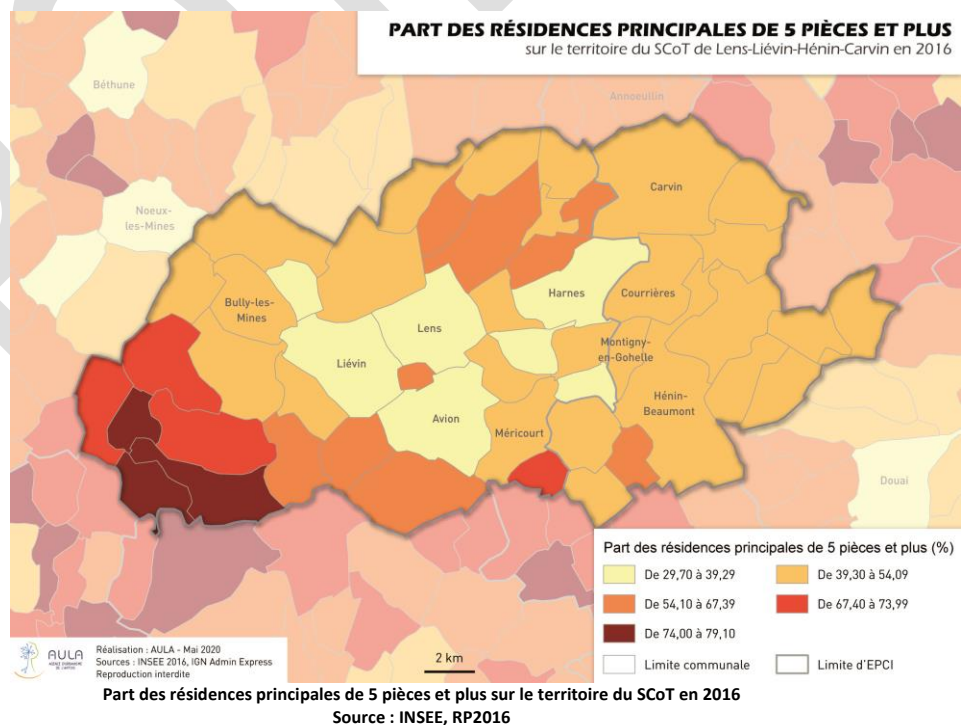 PART DES RÉSIDENCES PRINCIPALES DE 5 PIÈCES ET PLUS
sur le territoire du SCoT de Lens-Liévin-Hénin-Carvin en 2016
Béthune
Annoeullin
Carvin
Noeux-
les-Mines
Harnes
Courrières
Bully-les-
Mines
Lens
Montigny-
en-Gohelle
Liévin
Hénin-
Beaumont
Avion
Méricourt
Douai
Part des résidences principales de 5 pièces et plus (%)
De 29,70 à 39,29
De 39,30 à 54,09
De 54,10 à 67,39
De 67,40 à 73,99
De 74,00 à 79,10
Limite communale
Limite d'EPCI
AULA
Réalisation : AULA - Mai 2020
Sources : INSEE 2016, IGN Admin Express
Reproduction interdite
2 km
Part des résidences principales de 5 pièces et plus sur le territoire du SCoT en 2016
Source : INSEE, RP2016